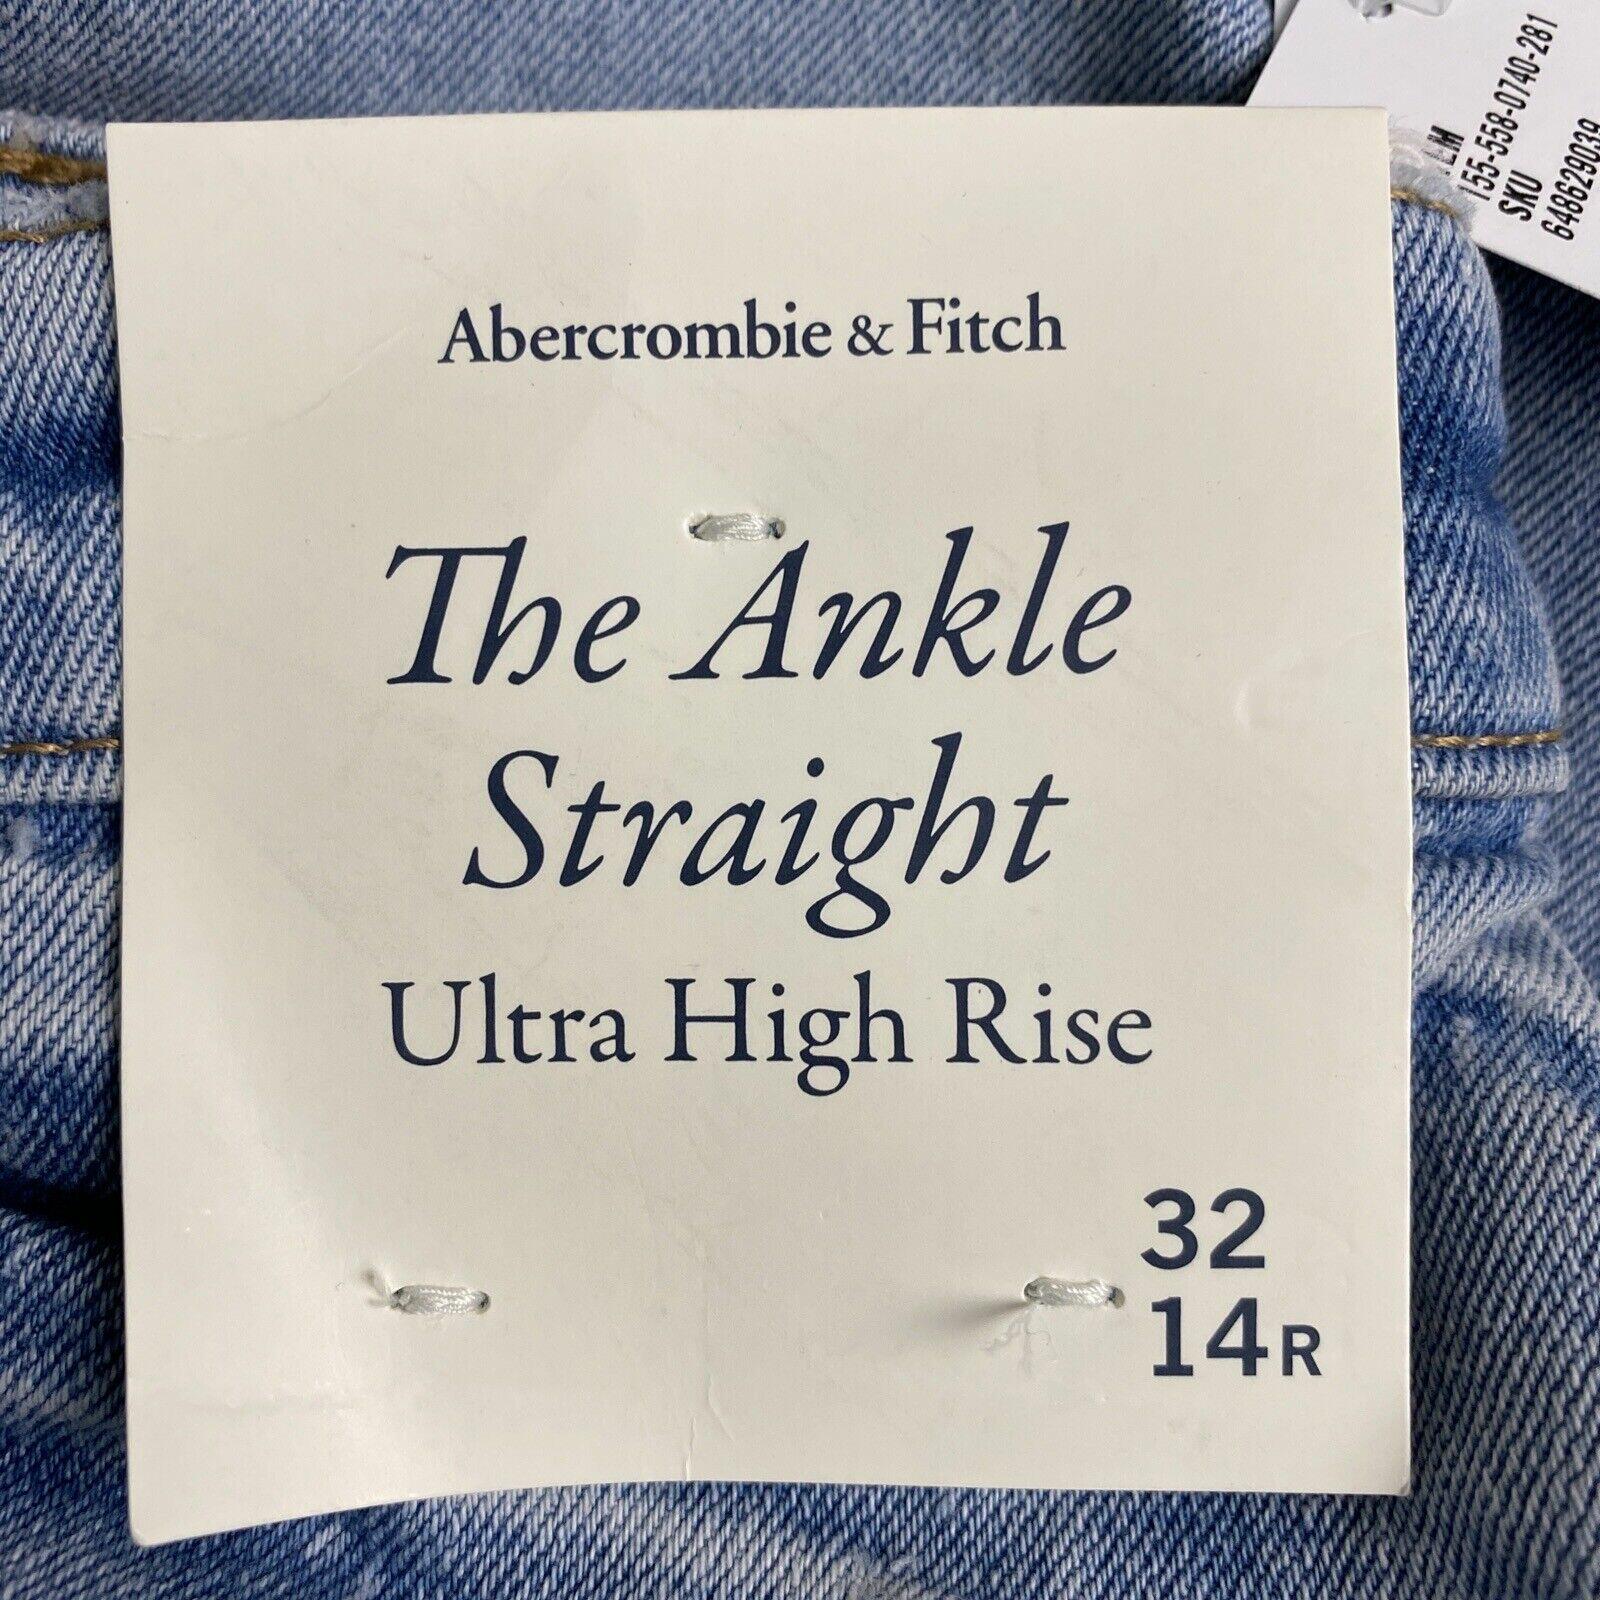 Abercrombie & Fitch
The Ankle
Straight
Ultra High Rise
32
14R
155-558-0740-281
SKU
648629039